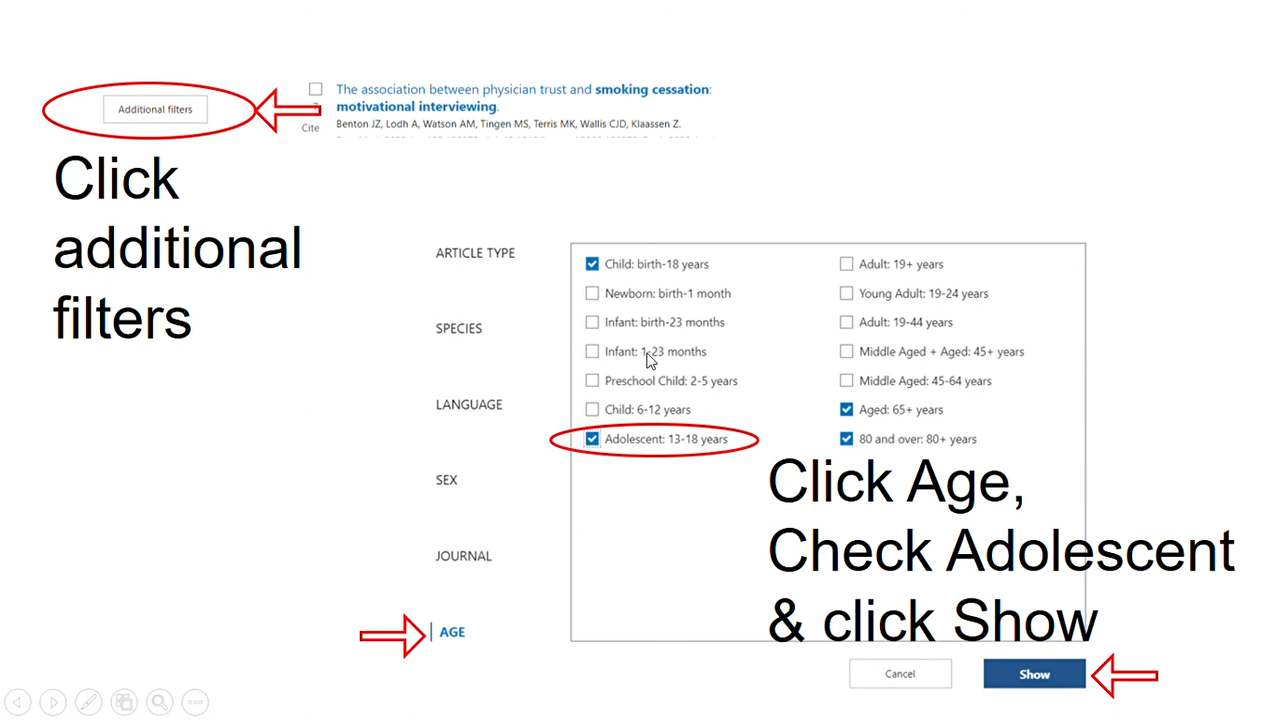 Additional filters
The association between physician trust and smoking cessation:
motivational interviewing.
Cite
Benton JZ, Lodh A, Watson AM, Tingen MS, Terris MK, Wallis CJD, Klaassen Z.
Click
additional
filters
ARTICLE TYPE
SPECIES
LANGUAGE
SEX
JOURNAL
AGE
Child: birth-18 years
Newborn: birth-1 month
Infant: birth-23 months
Infant: 1-23 months
Preschool Child: 2-5 years
Child: 6-12 years
Adolescent: 13-18 years
Adult: 19+ years
Young Adult: 19-24 years
Adult: 19-44 years
Middle Aged + Aged: 45+ years
Middle Aged: 45-64 years
Aged: 65+ years
80 and over: 80+ years
Click Age,
Check Adolescent
& click Show
Cancel
Show